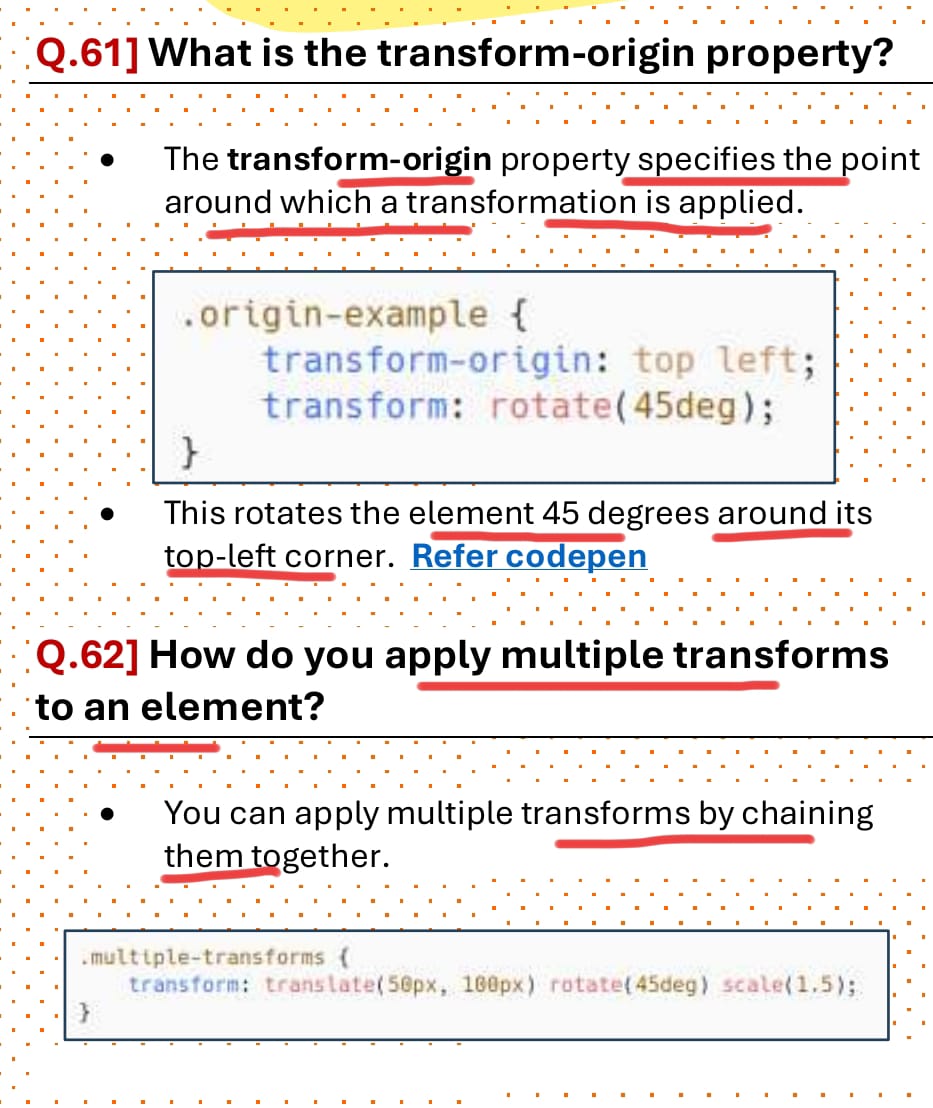 Q.61] What is the transform-origin property?
• The transform-origin property specifies the point
around which a transformation is applied.
.origin-example {
    transform-origin: top left;
    transform: rotate(45deg);
}
• This rotates the element 45 degrees around its
top-left corner. Refer codepen
Q.62] How do you apply multiple transforms
to an element?
• You can apply multiple transforms by chaining
them together.
.multiple-transforms {
    transform: translate(50px, 100px) rotate(45deg) scale(1.5);
}